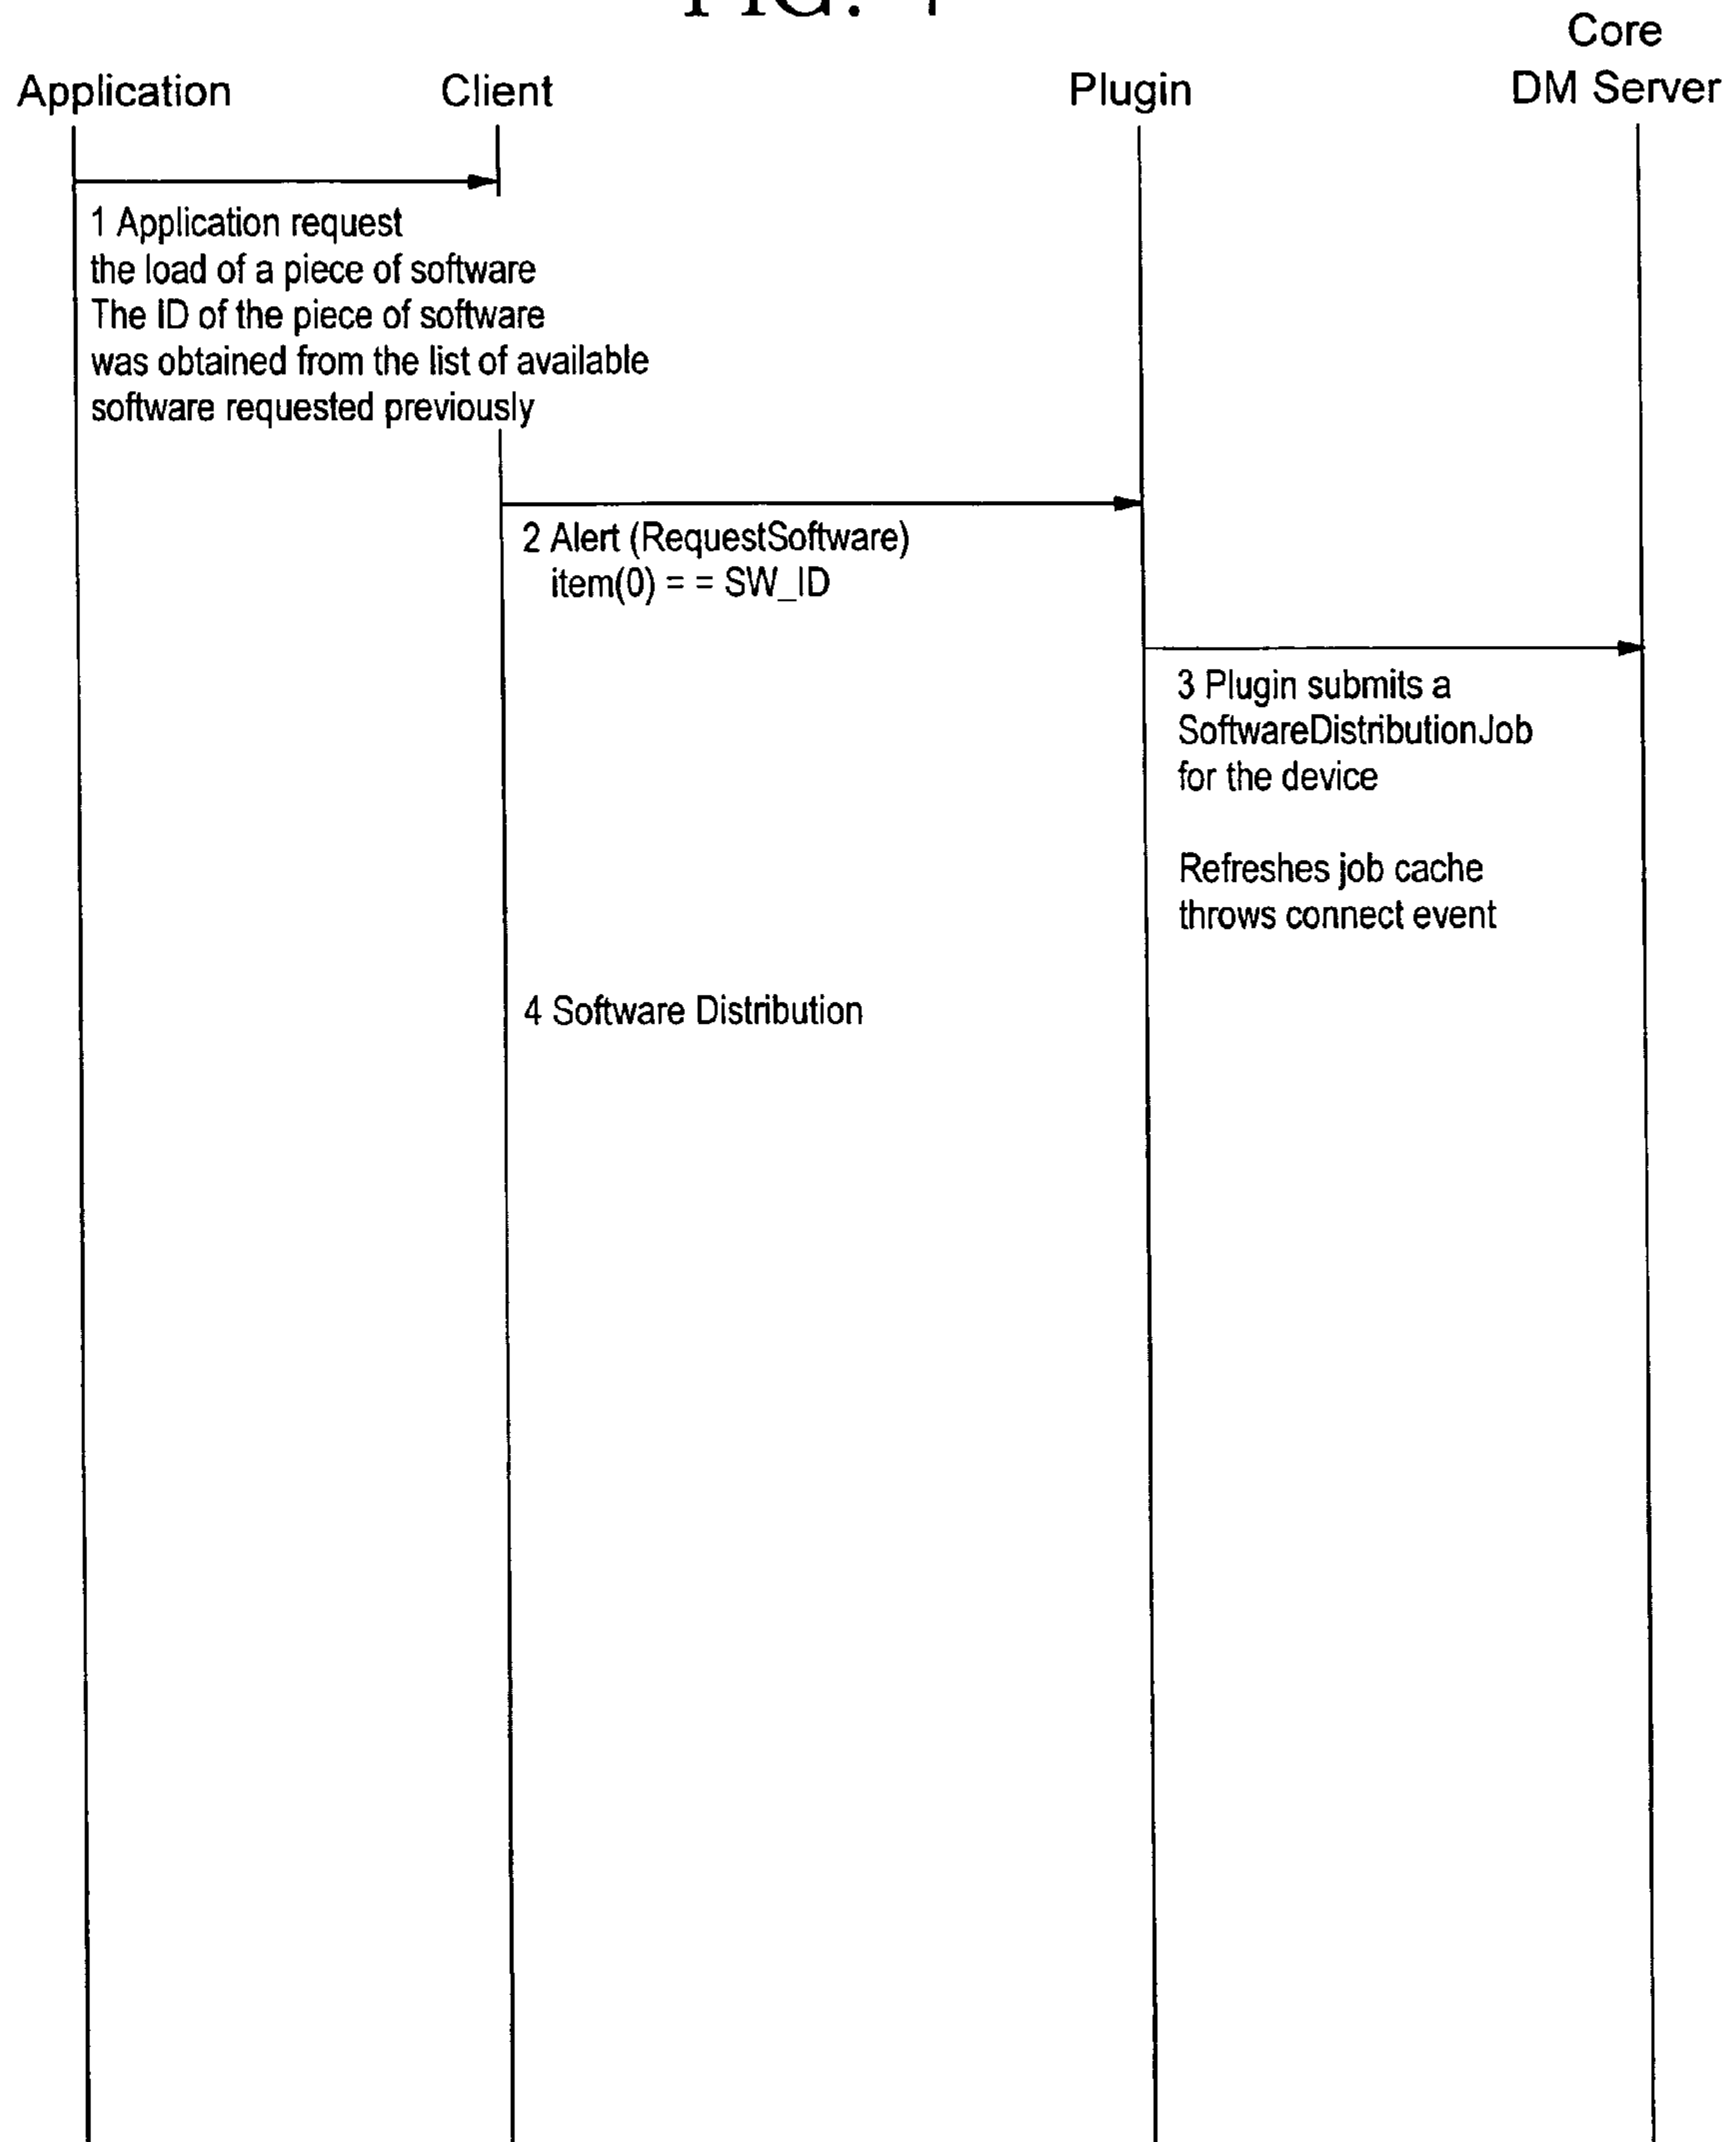 FIG. 4
Core
Application Client Plugin DM Server
1 Application request
the load of a piece of software
The ID of the piece of software
was obtained from the list of available
software requested previously
2 Alert (RequestSoftware)
item(0) = = SW_ID
3 Plugin submits a
SoftwareDistributionJob
for the device
Refreshes job cache
throws connect event
4 Software Distribution